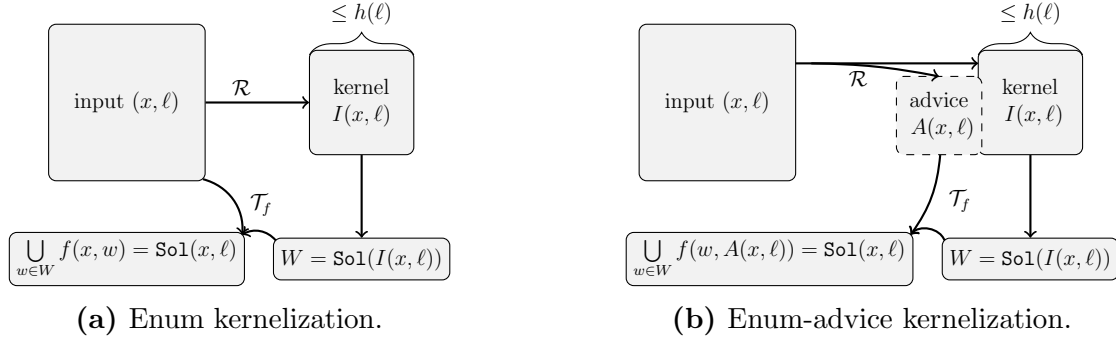 ≤ h(ℓ)
input (x, ℓ)
R
kernel
I(x, ℓ)
T_f
⋃_{w∈W} f(x, w) = Sol(x, ℓ)
W = Sol(I(x, ℓ))
(a) Enum kernelization.
≤ h(ℓ)
input (x, ℓ)
R
advice
A(x, ℓ)
kernel
I(x, ℓ)
T_f
⋃_{w∈W} f(w, A(x, ℓ)) = Sol(x, ℓ)
W = Sol(I(x, ℓ))
(b) Enum-advice kernelization.